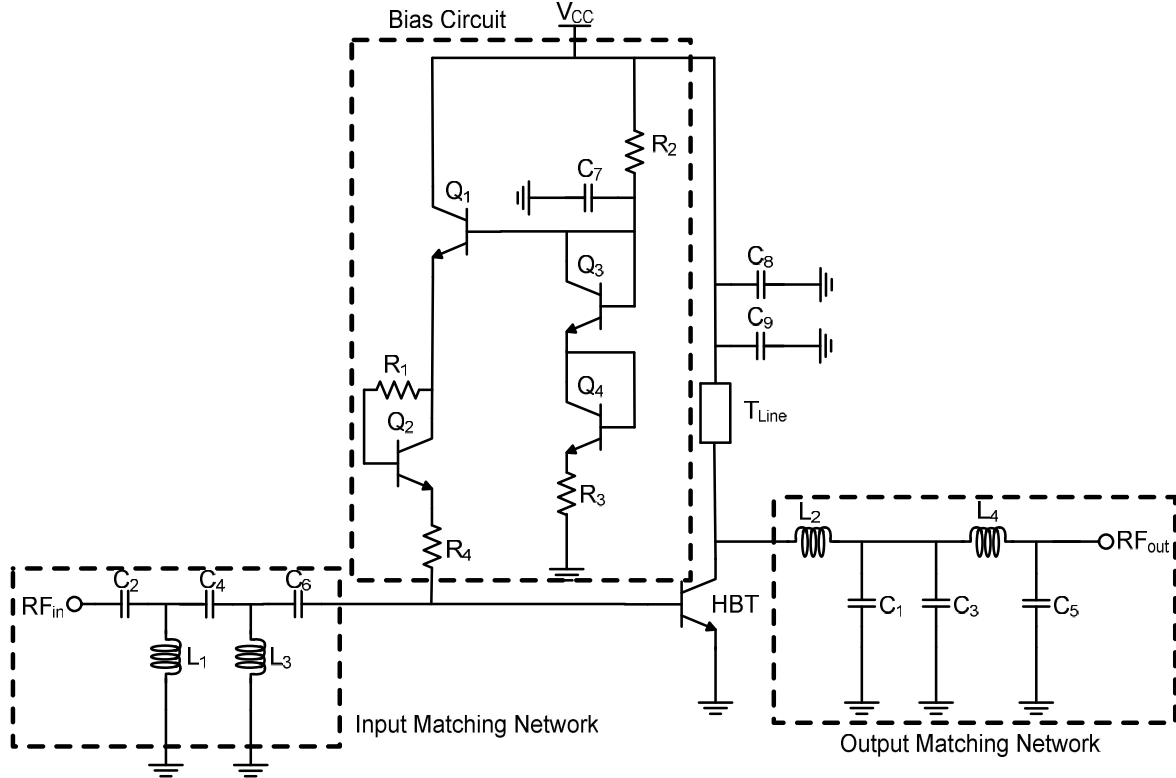 Bias Circuit
VCC
R2
C7
Q1
Q3
C8
C9
R1
Q4
TLine
Q2
R3
L2
L4
RFout
R4
C2
C4
C6
RFin
HBT
C1
C3
C5
L1
L3
Input Matching Network
Output Matching Network